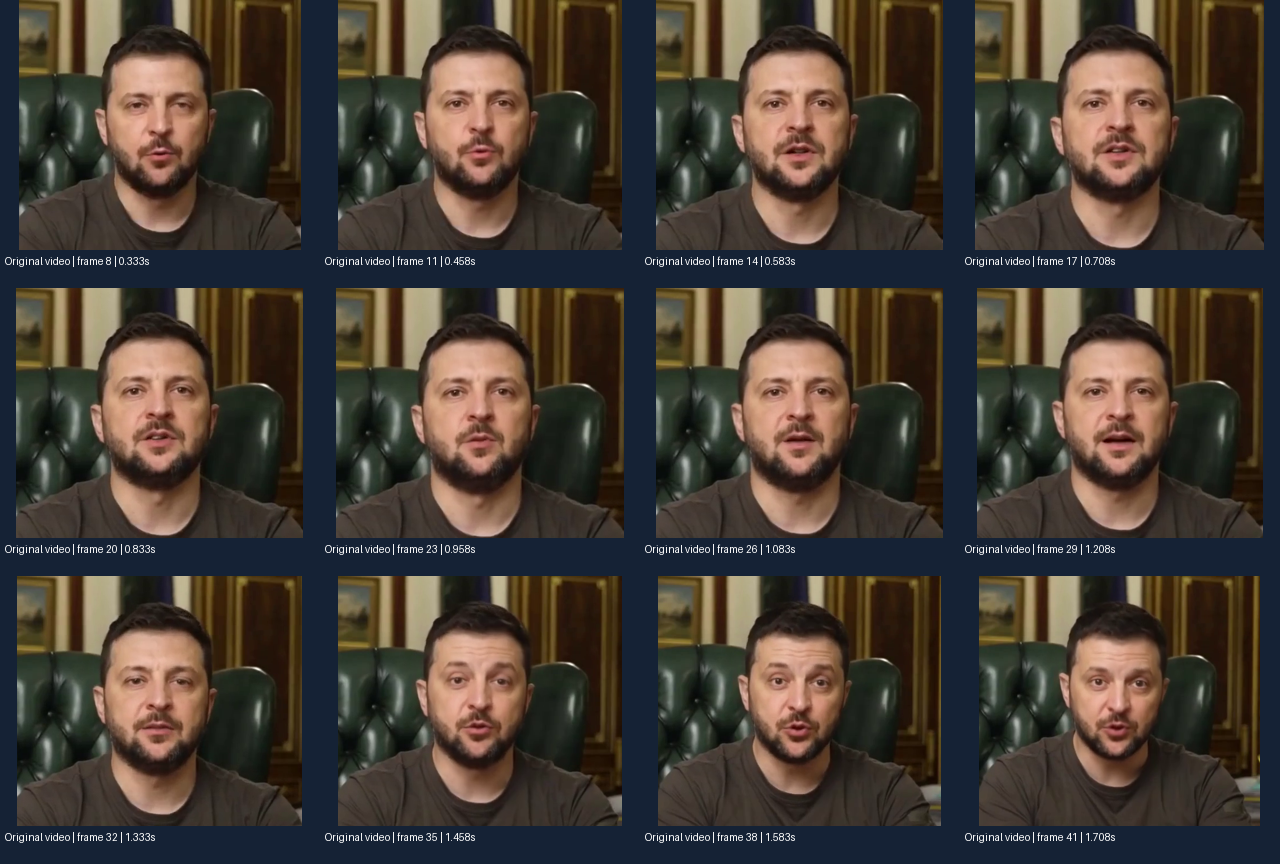 Original video | frame 8 | 0.333s
Original video | frame 11 | 0.458s
Original video | frame 14 | 0.583s
Original video | frame 17 | 0.708s
Original video | frame 20 | 0.833s
Original video | frame 23 | 0.958s
Original video | frame 26 | 1.083s
Original video | frame 29 | 1.208s
Original video | frame 32 | 1.333s
Original video | frame 35 | 1.458s
Original video | frame 38 | 1.583s
Original video | frame 41 | 1.708s